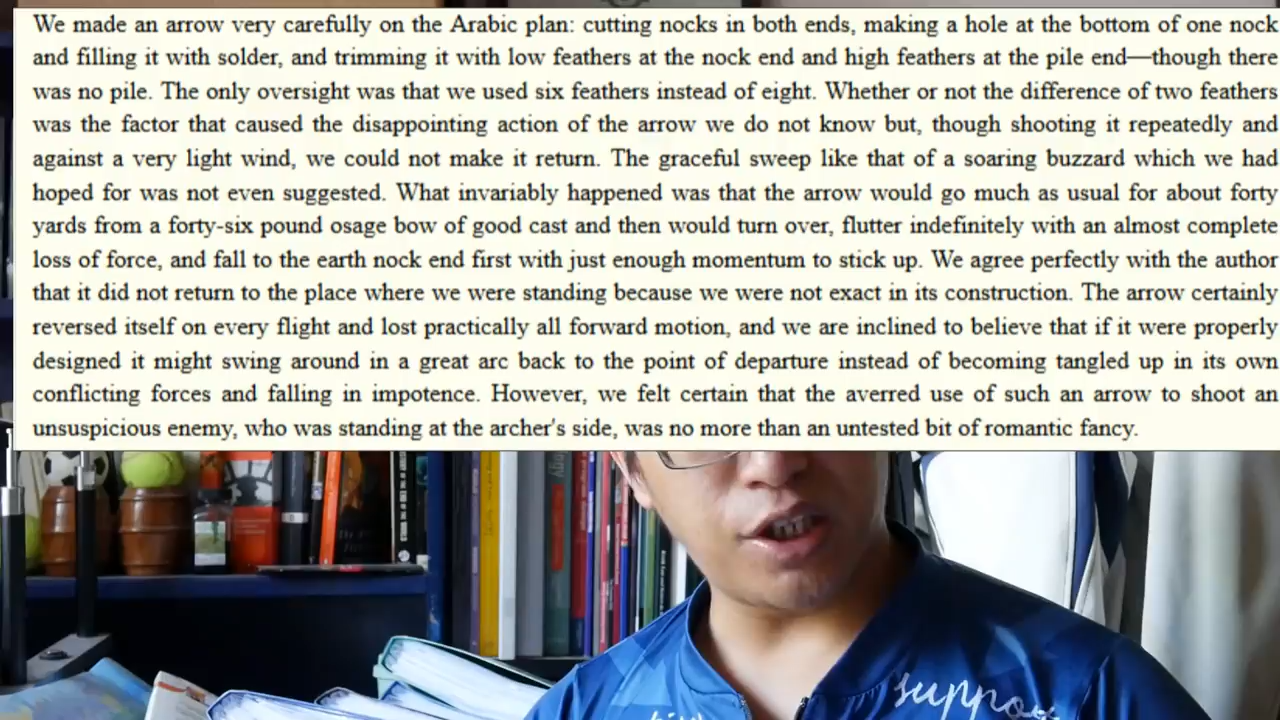 We made an arrow very carefully on the Arabic plan: cutting nocks in both ends, making a hole at the bottom of one nock
and filling it with solder, and trimming it with low feathers at the nock end and high feathers at the pile end—though there
was no pile. The only oversight was that we used six feathers instead of eight. Whether or not the difference of two feathers
was the factor that caused the disappointing action of the arrow we do not know but, though shooting it repeatedly and
against a very light wind, we could not make it return. The graceful sweep like that of a soaring buzzard which we had
hoped for was not even suggested. What invariably happened was that the arrow would go much as usual for about forty
yards from a forty-six pound osage bow of good cast and then would turn over, flutter indefinitely with an almost complete
loss of force, and fall to the earth nock end first with just enough momentum to stick up. We agree perfectly with the author
that it did not return to the place where we were standing because we were not exact in its construction. The arrow certainly
reversed itself on every flight and lost practically all forward motion, and we are inclined to believe that if it were properly
designed it might swing around in a great arc back to the point of departure instead of becoming tangled up in its own
conflicting forces and falling in impotence. However, we felt certain that the averred use of such an arrow to shoot an
unsuspicious enemy, who was standing at the archer's side, was no more than an untested bit of romantic fancy.